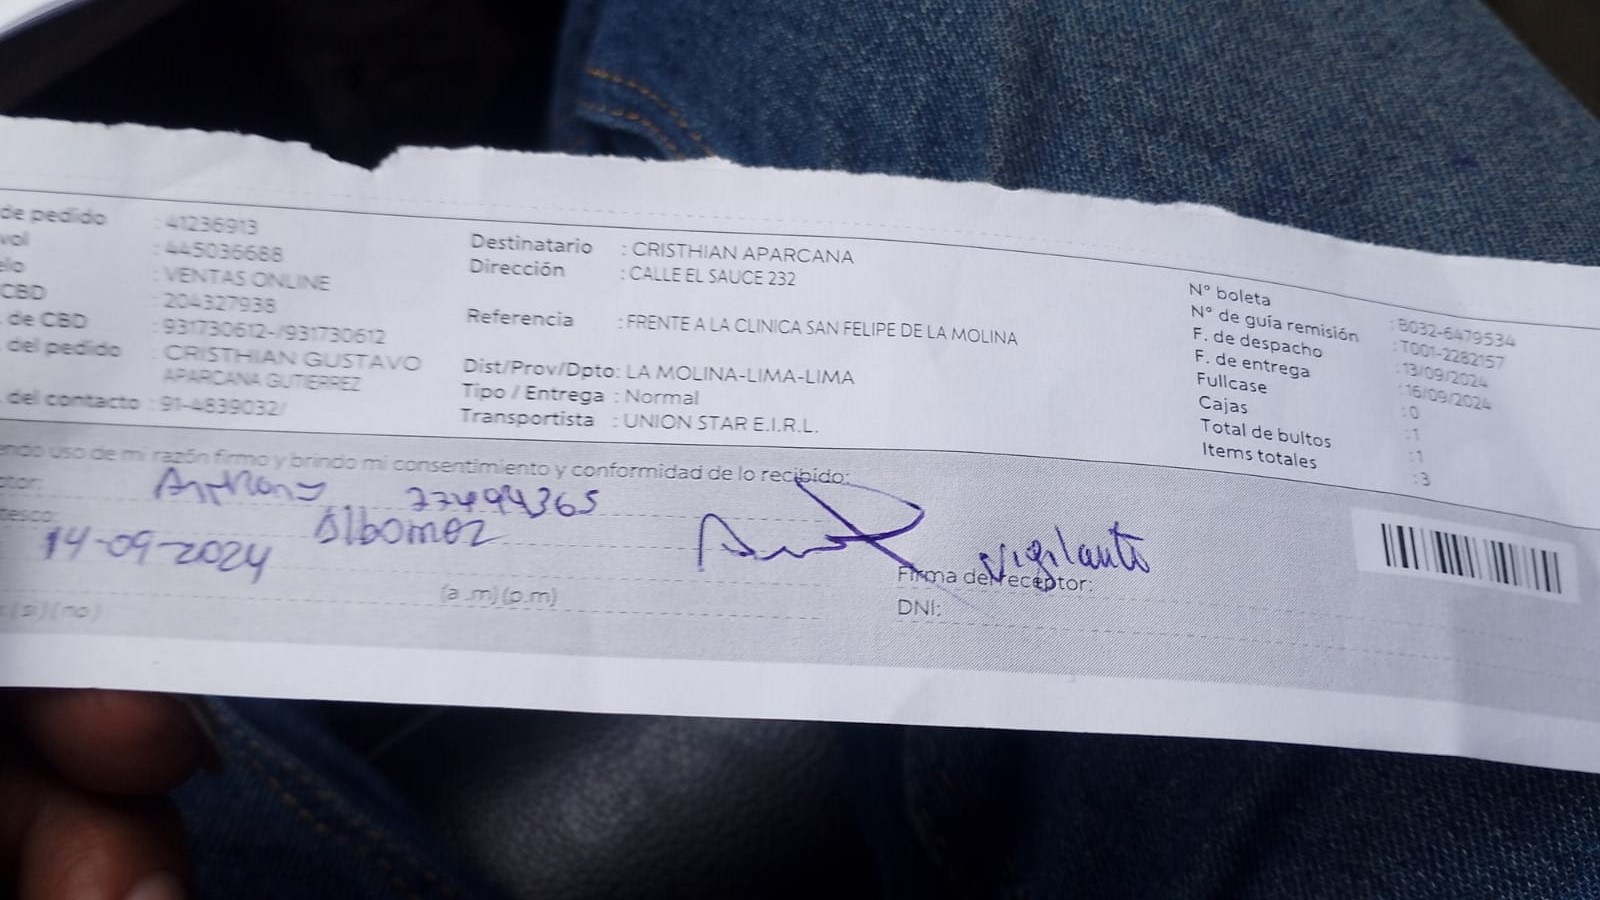 de pedido : 41236913
vol : 445036688
elo : VENTAS ONLINE
CBD : 204327938
. de CBD : 931730612-/931730612
. del pedido : CRISTHIAN GUSTAVO
APARCANA GUTIERREZ
. del contacto : 91-4839032/
Destinatario : CRISTHIAN APARCANA
Dirección : CALLE EL SAUCE 232
Referencia : FRENTE A LA CLINICA SAN FELIPE DE LA MOLINA
Dist/Prov/Dpto: LA MOLINA-LIMA-LIMA
Tipo / Entrega : Normal
Transportista : UNION STAR E.I.R.L.
N° boleta : B032-6479534
N° de guía remisión : T001-2282157
F. de despacho : 13/09/2024
F. de entrega : 16/09/2024
Fullcase : 0
Cajas : 1
Total de bultos : 1
Items totales : 3
endo uso de mi razón firmo y brindo mi consentimiento y conformidad de lo recibido:
ptor: Anthony
Albornoz
14-09-2024
vigilante
Firma del receptor:
(a .m) (p.m)
DNI:
(si) (no)